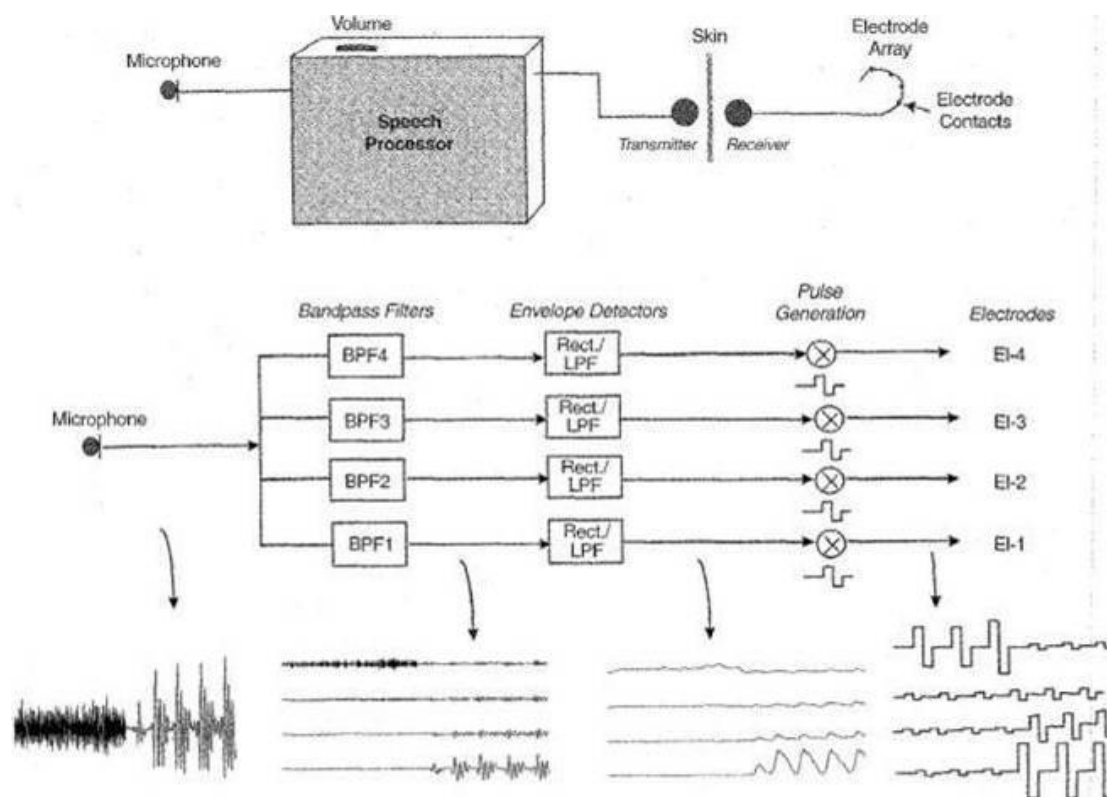 Volume
Microphone
Speech
Processor
Skin
Transmitter
Receiver
Electrode
Array
Electrode
Contacts
Bandpass Filters
Envelope Detectors
Pulse
Generation
Electrodes
Microphone
BPF4
Rect./
LPF
El-4
BPF3
Rect./
LPF
El-3
BPF2
Rect./
LPF
El-2
BPF1
Rect./
LPF
El-1